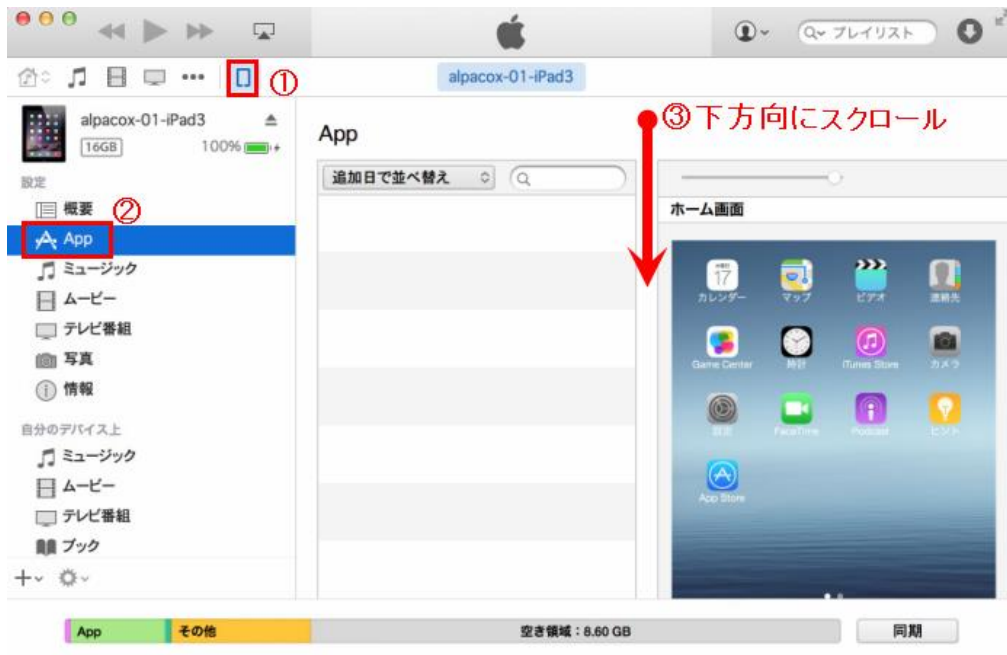 プレイリスト
①
alpacox-01-iPad3
alpacox-01-iPad3
16GB 100%
設定
概要 ②
App
ミュージック
ムービー
テレビ番組
写真
情報
自分のデバイス上
ミュージック
ムービー
テレビ番組
ブック
App
③下方向にスクロール
追加日で並べ替え
ホーム画面
17
カレンダー マップ ビデオ 連絡先
Game Center 時計 iTunes Store カメラ
設定 FaceTime Podcast ヒント
App Store
App その他 空き領域：8.60 GB 同期